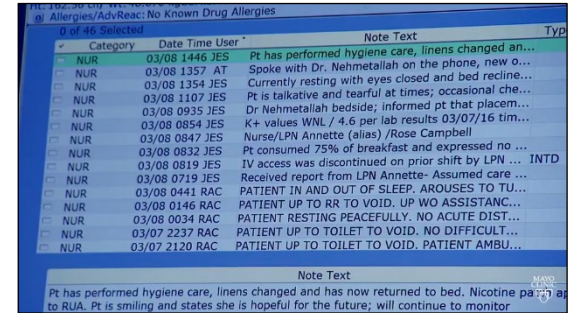 Allergies/AdvReac: No Known Drug Allergies
0 of 46 Selected
Category Date Time User Note Text Typ
NUR 03/08 1446 JES Pt has performed hygiene care, linens changed an...
NUR 03/08 1357 AT Spoke with Dr. Nehmetallah on the phone, new o...
NUR 03/08 1354 JES Currently resting with eyes closed and bed recline...
NUR 03/08 1107 JES Pt is talkative and tearful at times; occasional che...
NUR 03/08 0935 JES Dr Nehmetallah bedside; informed pt that placem...
NUR 03/08 0854 JES K+ values WNL / 4.6 per lab results 03/07/16 tim...
NUR 03/08 0847 JES Nurse/LPN Annette (alias) /Rose Campbell
NUR 03/08 0832 JES Pt consumed 75% of breakfast and expressed no ...
NUR 03/08 0819 JES IV access was discontinued on prior shift by LPN ... INTD
NUR 03/08 0719 JES Received report from LPN Annette- Assumed care ...
NUR 03/08 0441 RAC PATIENT IN AND OUT OF SLEEP. AROUSES TO TU...
NUR 03/08 0146 RAC PATIENT UP TO RR TO VOID. UP WO ASSISTANC...
NUR 03/08 0034 RAC PATIENT RESTING PEACEFULLY. NO ACUTE DIST...
NUR 03/07 2237 RAC PATIENT UP TO TOILET TO VOID. NO DIFFICULT...
NUR 03/07 2120 RAC PATIENT UP TO TOILET TO VOID. PATIENT AMBU...
Note Text
Pt has performed hygiene care, linens changed and has now returned to bed. Nicotine patch ap
to RUA. Pt is smiling and states she is hopeful for the future; will continue to monitor
MAYO
CLINIC